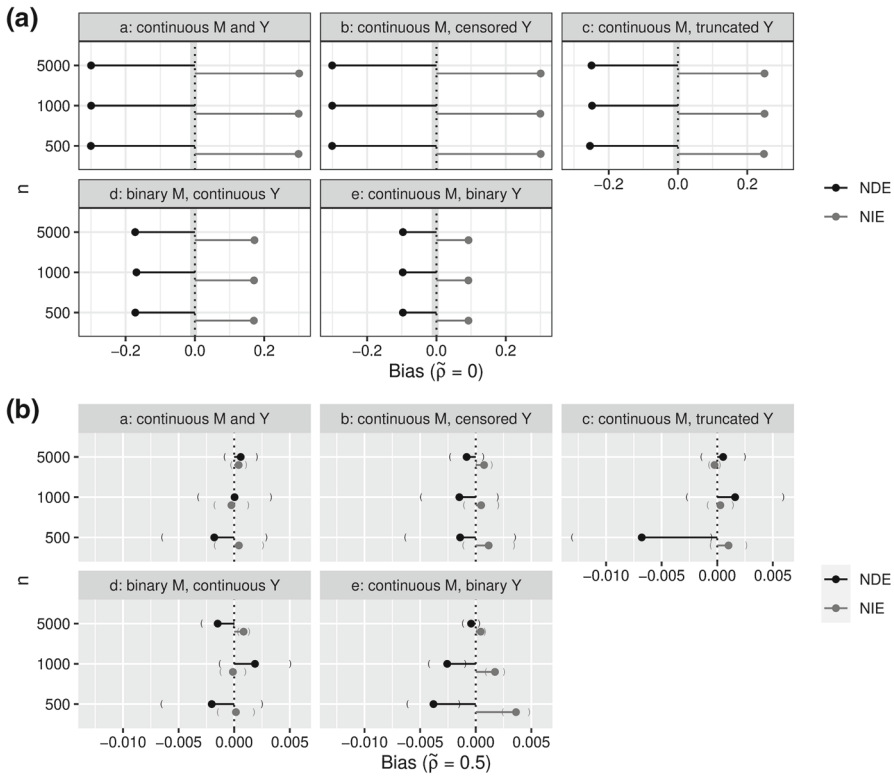 (a)
a: continuous M and Y
b: continuous M, censored Y
c: continuous M, truncated Y
5000
1000
500
−0.2 0.0 0.2
n
d: binary M, continuous Y
e: continuous M, binary Y
5000
1000
500
−0.2 0.0 0.2
−0.2 0.0 0.2
Bias (ρ̃ = 0)
NDE
NIE
(b)
a: continuous M and Y
b: continuous M, censored Y
c: continuous M, truncated Y
5000
1000
500
−0.010 −0.005 0.000 0.005
n
d: binary M, continuous Y
e: continuous M, binary Y
5000
1000
500
−0.010 −0.005 0.000 0.005
−0.010 −0.005 0.000 0.005
Bias (ρ̃ = 0.5)
NDE
NIE